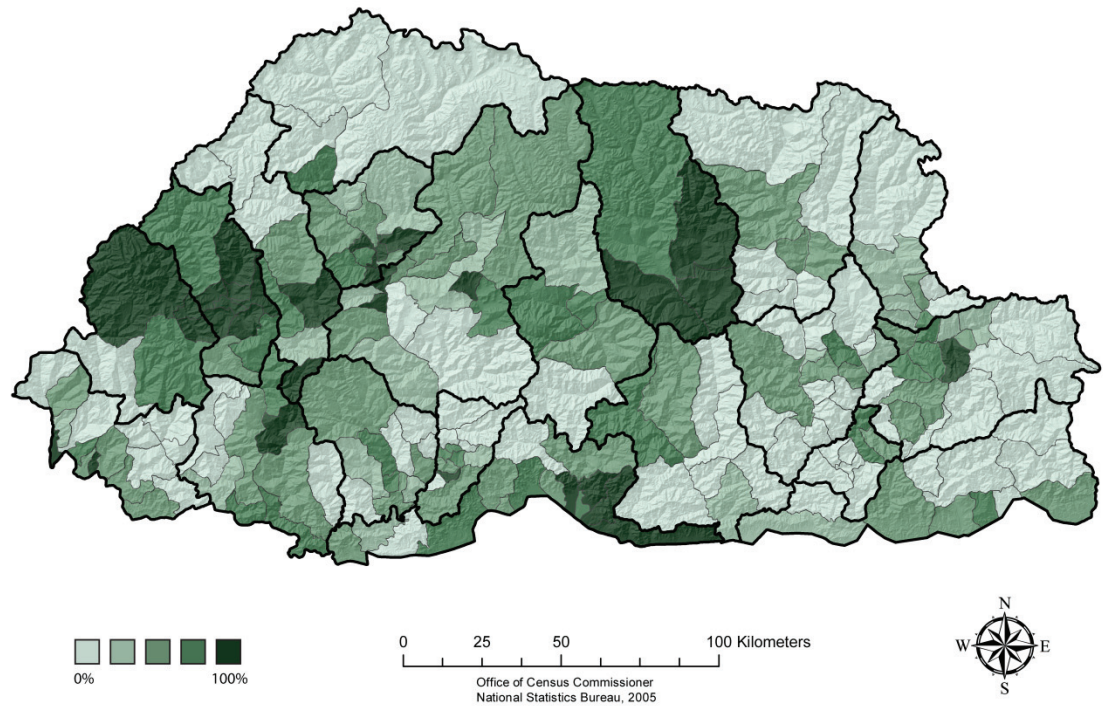 0% 100%
0 25 50 100 Kilometers
Office of Census Commissioner
National Statistics Bureau, 2005
N
W E
S